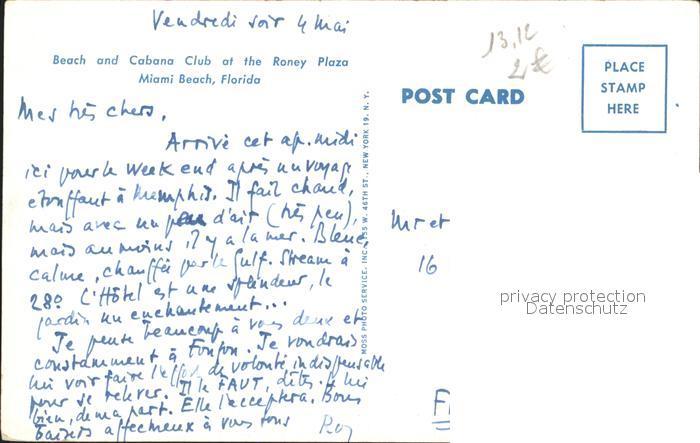 Vendredi soir 4 Mai
Beach and Cabana Club at the Roney Plaza
Miami Beach, Florida
Mes très chers,
Arrivé cet ap. midi
ici pour le week end après un voyage
étouffant à Memphis. Il fait chaud,
mais avec un peu d'air (très peu),
mais au moins il y a la mer. Bleue,
calme, chauffée par le Gulf. Stream à
28° L'Hôtel est une splendeur, le
jardin un enchantement...
Je pense beaucoup à vous deux et
constamment à Fonfon. Je voudrais
lui voir faire l'effort de volonté indispensable
pour se relever. Il le FAUT, dites-le lui
bien, de ma part. Elle l'acceptera. Bons
baisers affectueux à vous tous
MOSS PHOTO SERVICE, INC., 155 W. 46TH ST., NEW YORK 19, N. Y.
13,12
2€
POST CARD
PLACE
STAMP
HERE
Mr et
16
privacy protection
Datenschutz